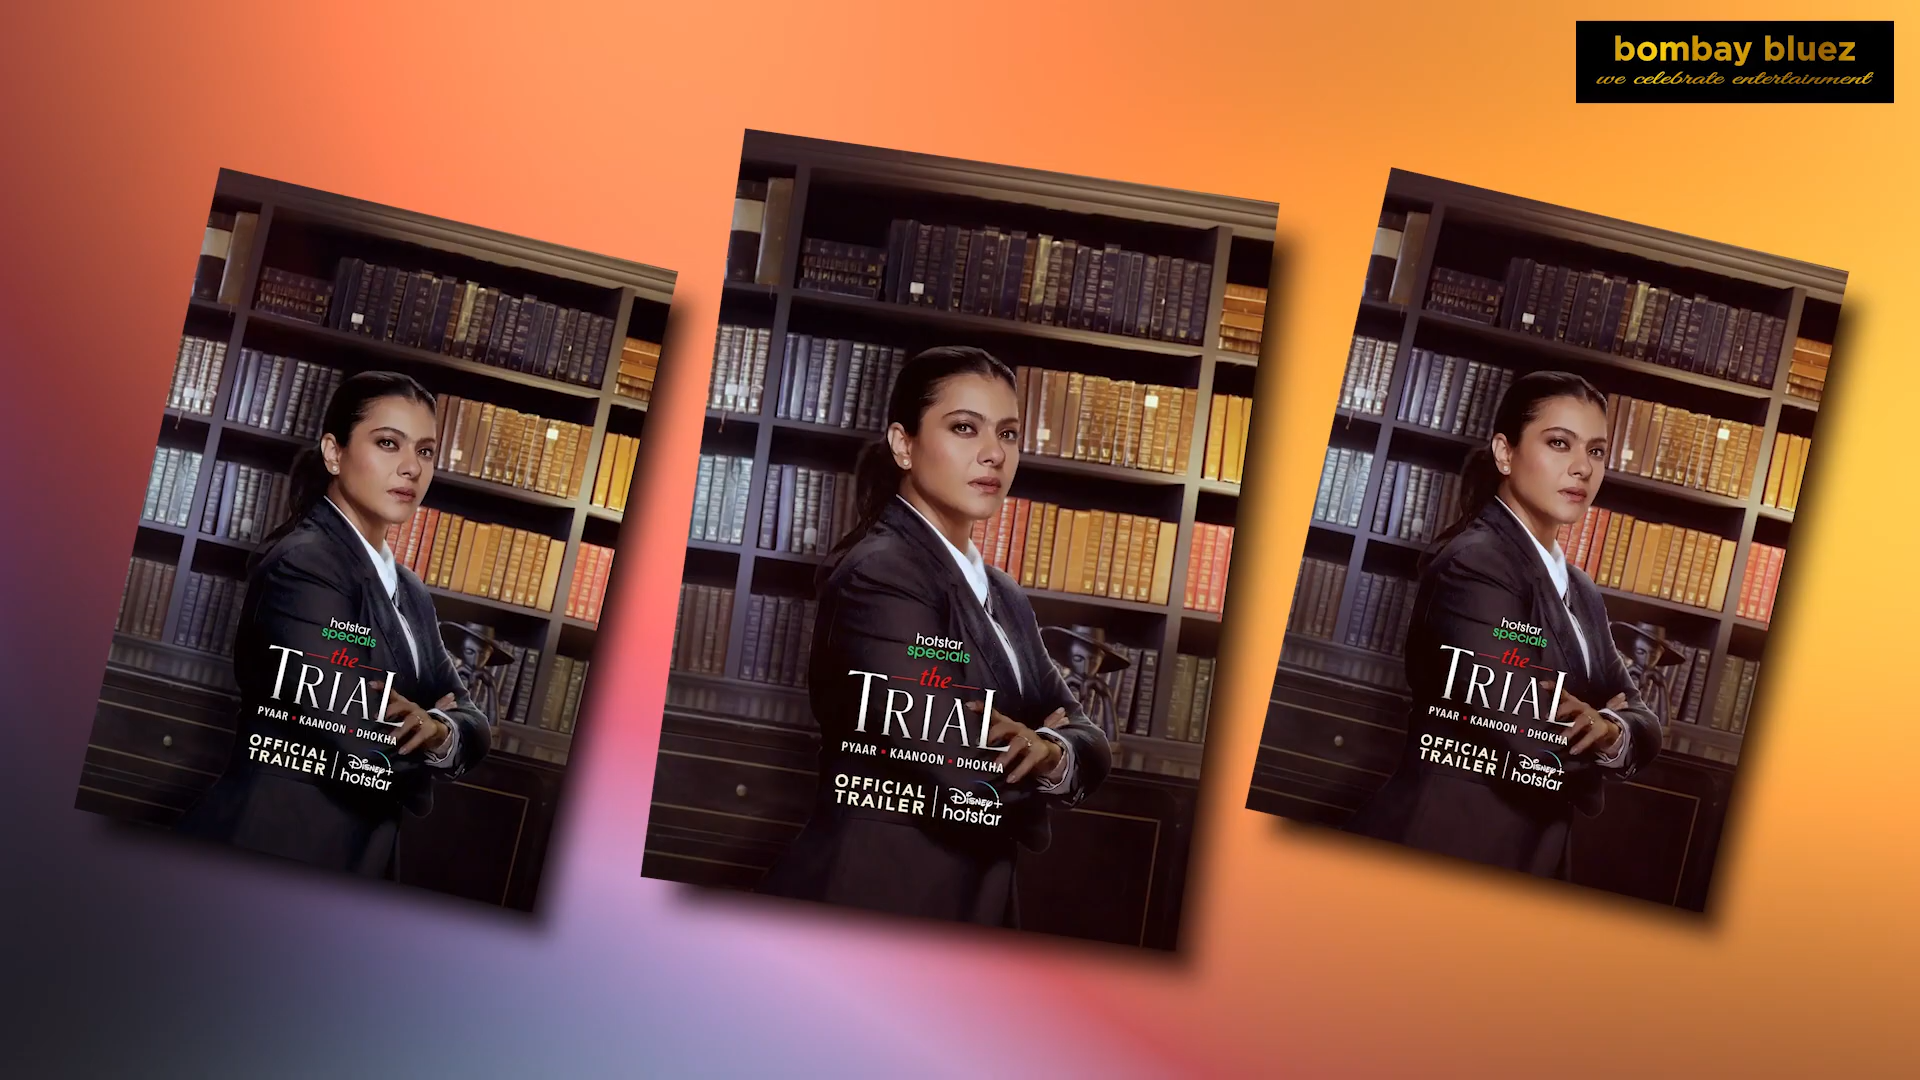 bombay bluez
we celebrate entertainment
hotstar
specials
the
TRIAL
PYAAR • KAANOON • DHOKHA
OFFICIAL
TRAILER
Disney+
hotstar
hotstar
specials
the
TRIAL
PYAAR • KAANOON • DHOKHA
OFFICIAL
TRAILER
Disney+
hotstar
hotstar
specials
the
TRIAL
PYAAR • KAANOON • DHOKHA
OFFICIAL
TRAILER
Disney+
hotstar